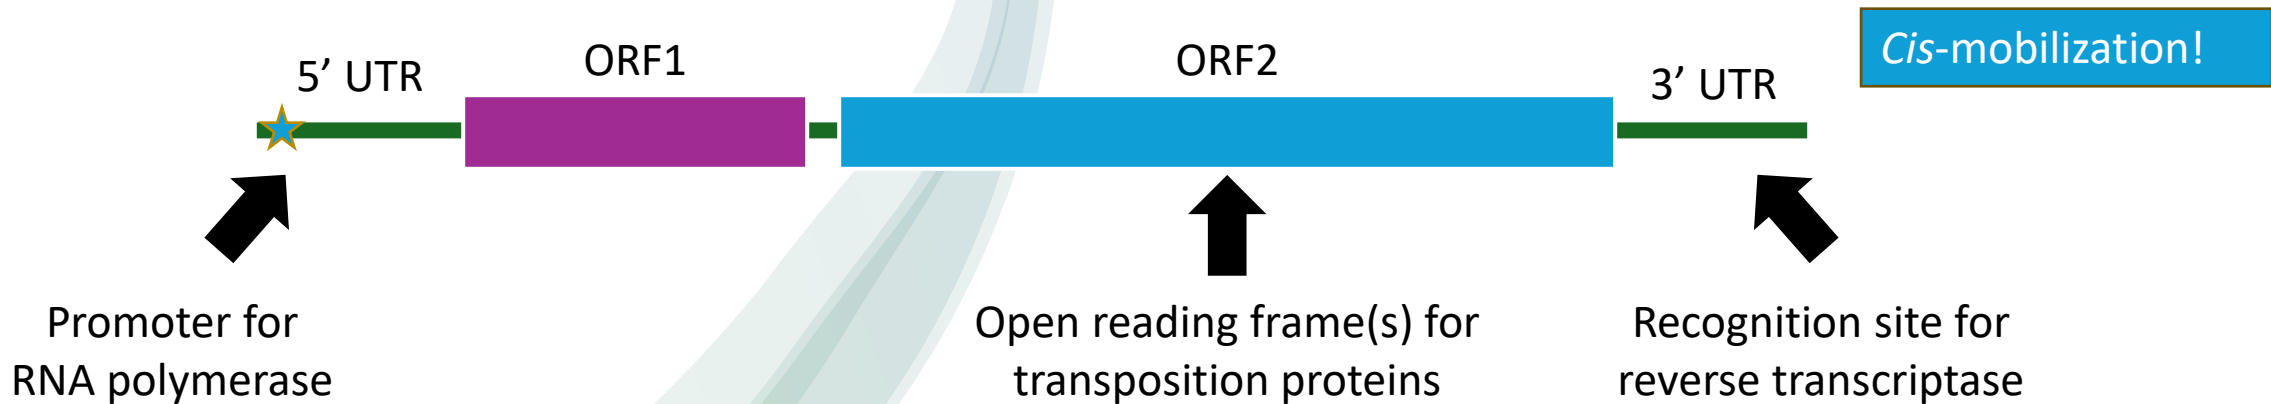 Cis-mobilization!
5’ UTR
ORF1
ORF2
3’ UTR
Promoter for
RNA polymerase
Open reading frame(s) for
transposition proteins
Recognition site for
reverse transcriptase